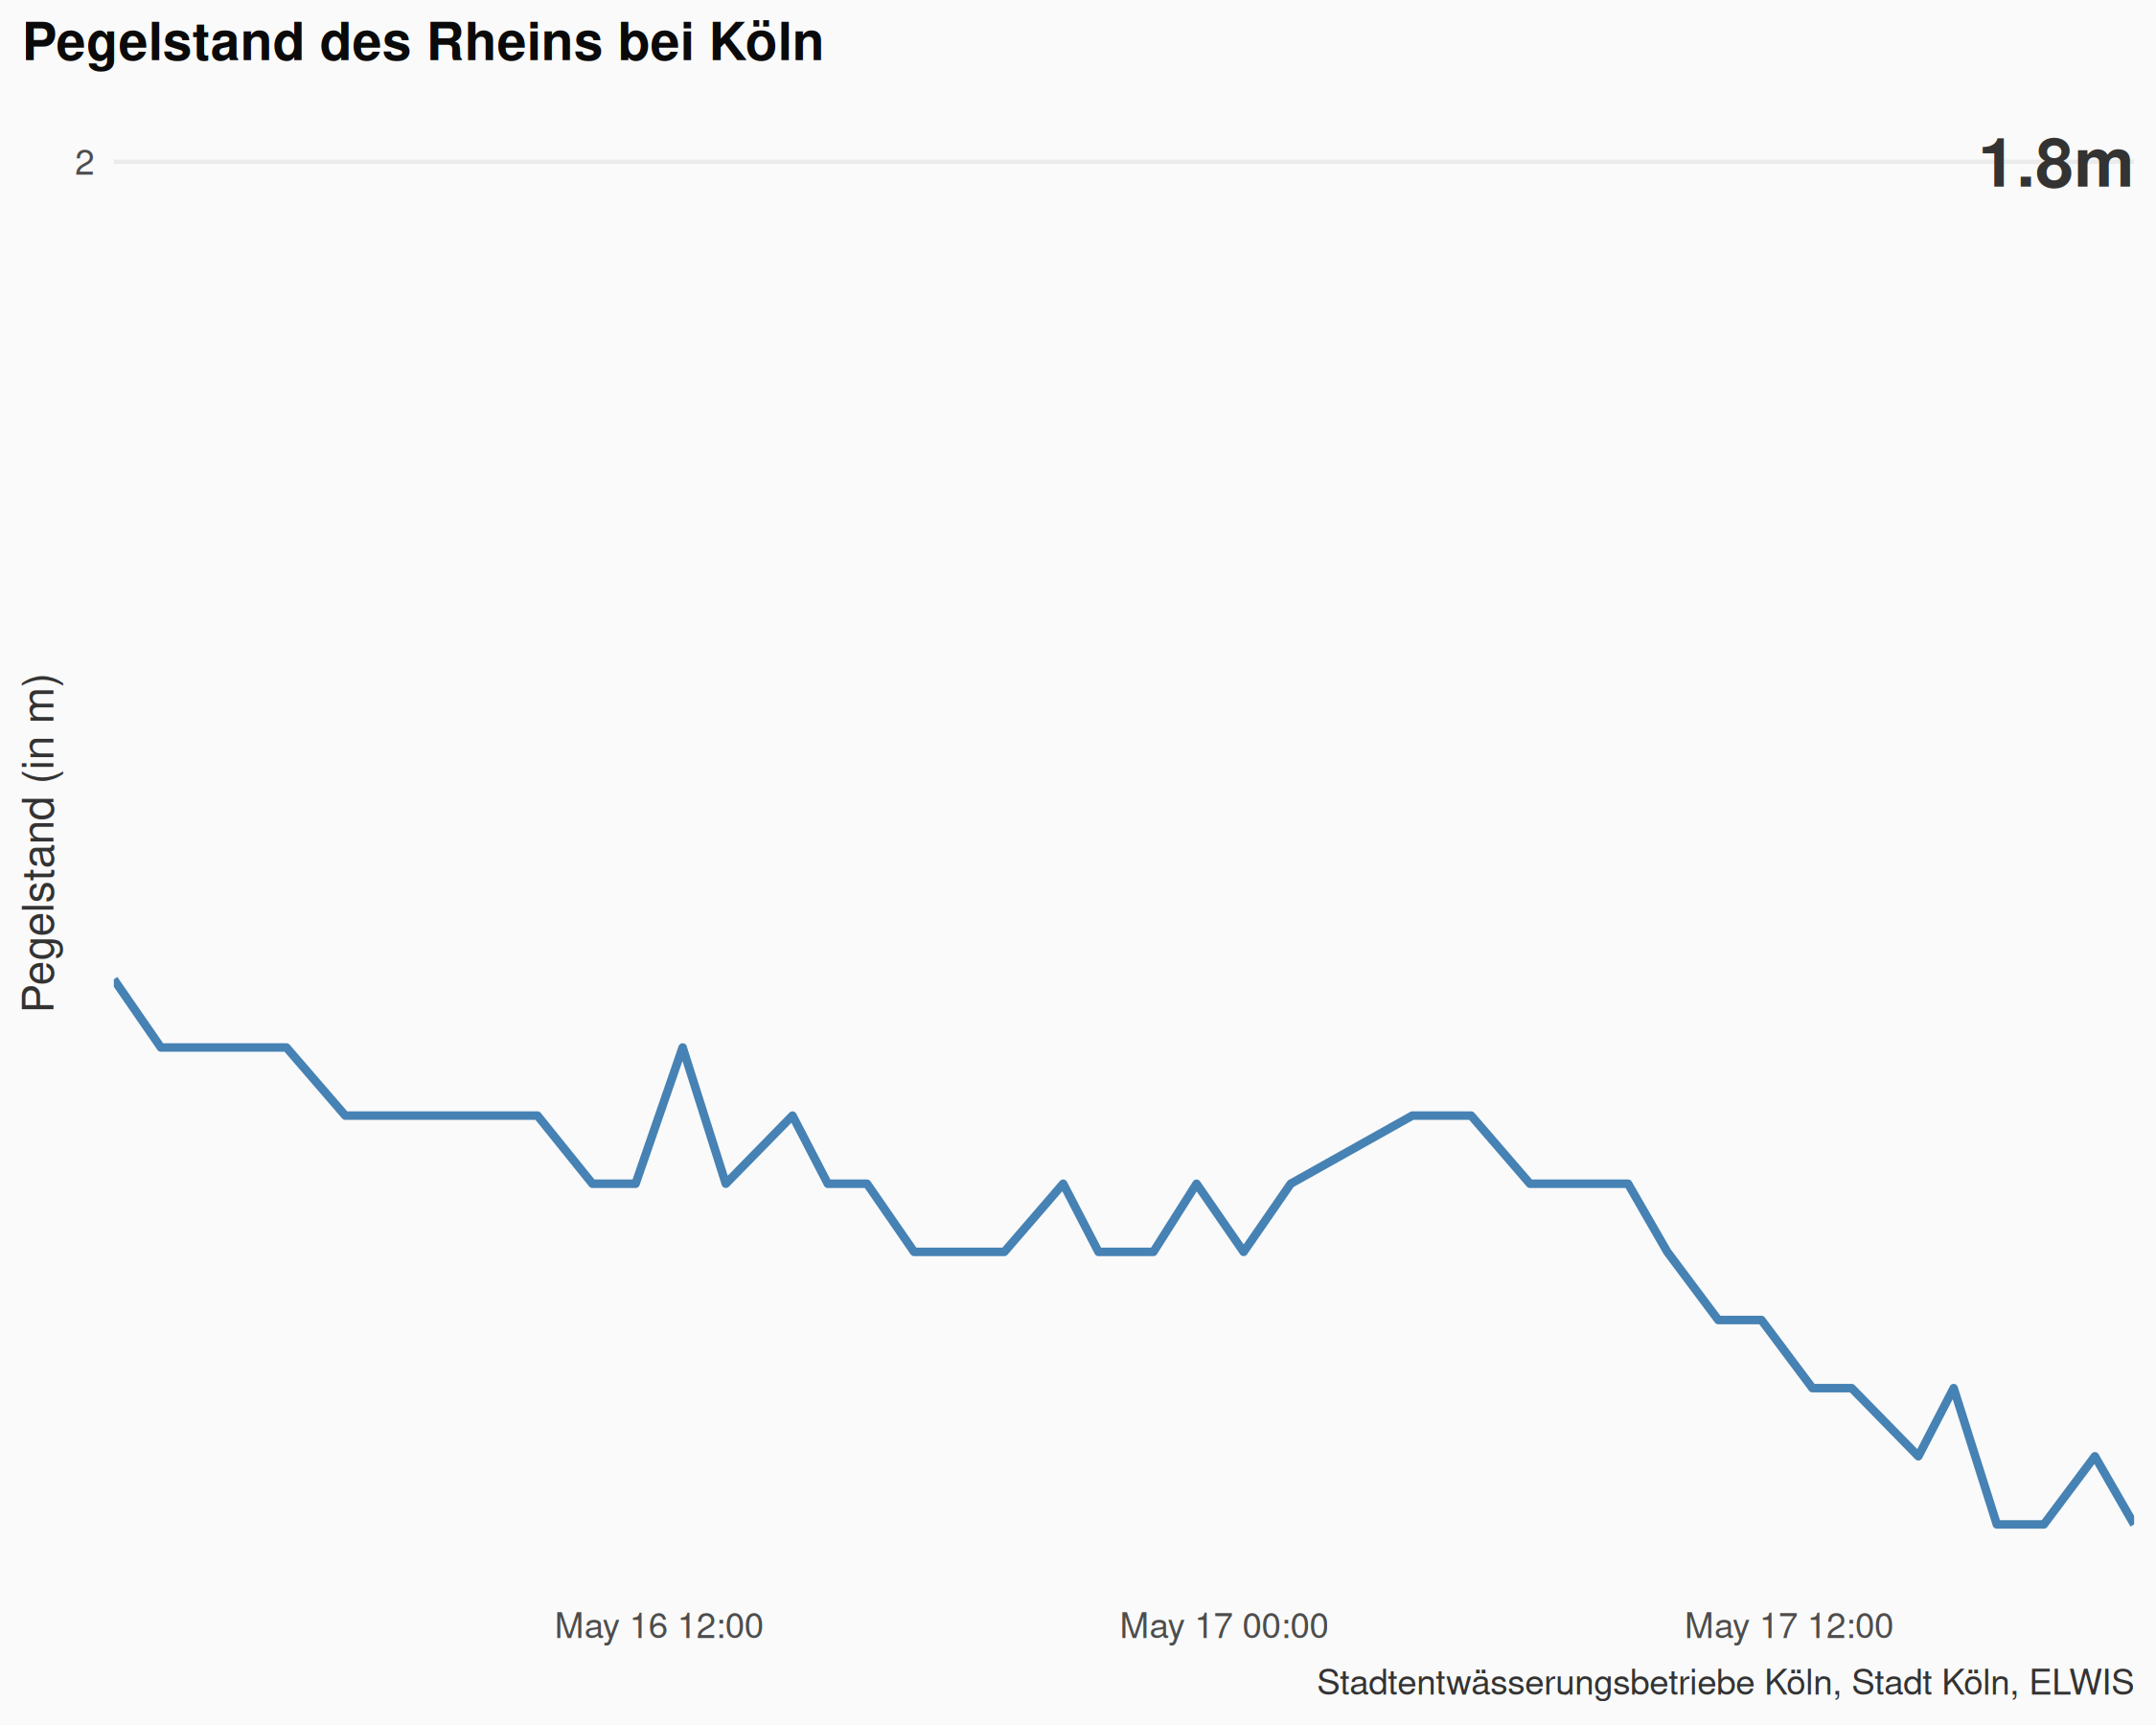 Pegelstand des Rheins bei Köln
2
1.8m
Pegelstand (in m)
May 16 12:00
May 17 00:00
May 17 12:00
Stadtentwässerungsbetriebe Köln, Stadt Köln, ELWIS